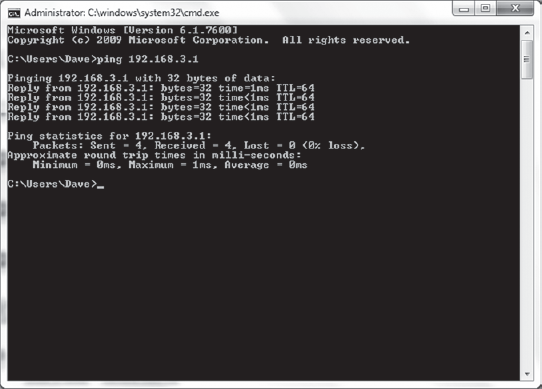 Administrator: C:\windows\system32\cmd.exe
Microsoft Windows [Version 6.1.7600]
Copyright (c) 2009 Microsoft Corporation.  All rights reserved.
C:\Users\Dave>ping 192.168.3.1
Pinging 192.168.3.1 with 32 bytes of data:
Reply from 192.168.3.1: bytes=32 time=1ms TTL=64
Reply from 192.168.3.1: bytes=32 time<1ms TTL=64
Reply from 192.168.3.1: bytes=32 time<1ms TTL=64
Reply from 192.168.3.1: bytes=32 time<1ms TTL=64
Ping statistics for 192.168.3.1:
    Packets: Sent = 4, Received = 4, Lost = 0 (0% loss),
Approximate round trip times in milli-seconds:
    Minimum = 0ms, Maximum = 1ms, Average = 0ms
C:\Users\Dave>_